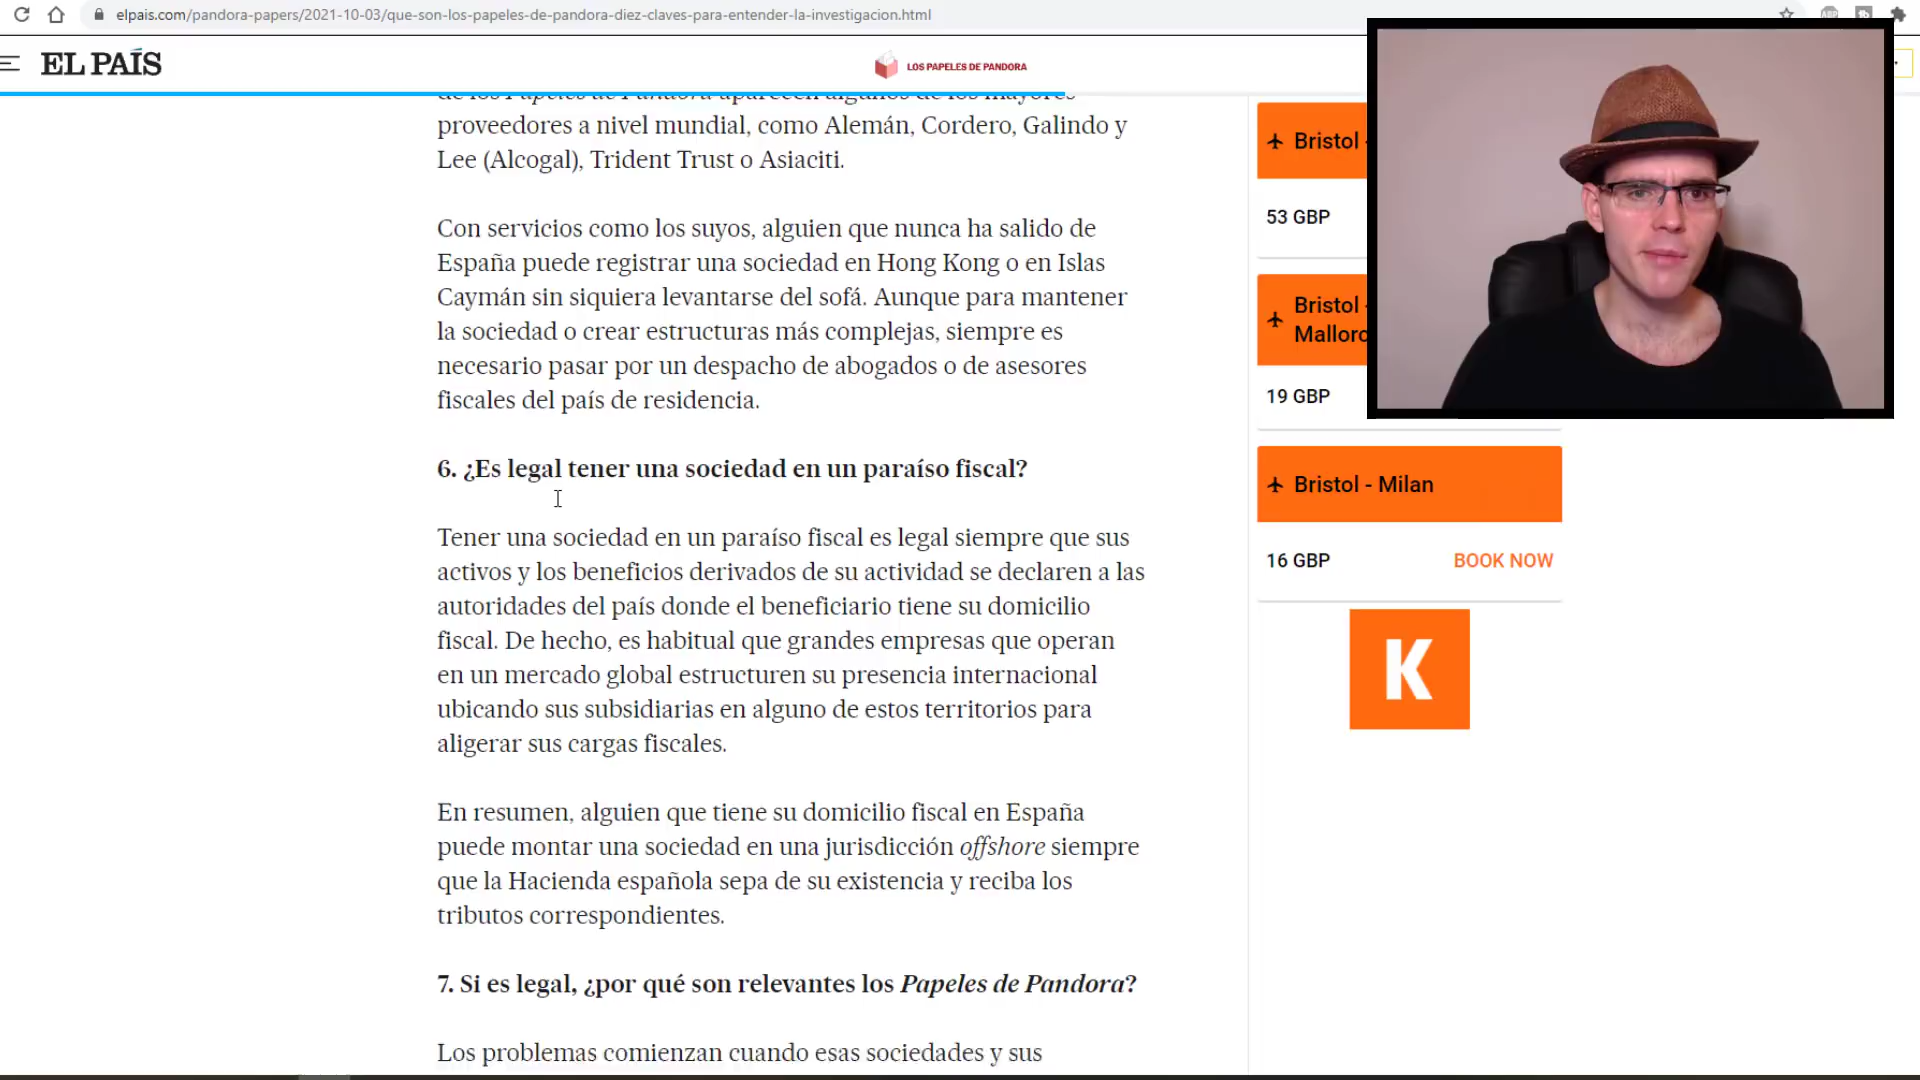 elpais.com/pandora-papers/2021-10-03/que-son-los-papeles-de-pandora-diez-claves-para-entender-la-investigacion.html
EL PAÍS
LOS PAPELES DE PANDORA
de los Papeles de Pandora aparecen algunos de los mayores
proveedores a nivel mundial, como Alemán, Cordero, Galindo y
Lee (Alcogal), Trident Trust o Asiaciti.
Con servicios como los suyos, alguien que nunca ha salido de
España puede registrar una sociedad en Hong Kong o en Islas
Caymán sin siquiera levantarse del sofá. Aunque para mantener
la sociedad o crear estructuras más complejas, siempre es
necesario pasar por un despacho de abogados o de asesores
fiscales del país de residencia.
6. ¿Es legal tener una sociedad en un paraíso fiscal?
Tener una sociedad en un paraíso fiscal es legal siempre que sus
activos y los beneficios derivados de su actividad se declaren a las
autoridades del país donde el beneficiario tiene su domicilio
fiscal. De hecho, es habitual que grandes empresas que operan
en un mercado global estructuren su presencia internacional
ubicando sus subsidiarias en alguno de estos territorios para
aligerar sus cargas fiscales.
En resumen, alguien que tiene su domicilio fiscal en España
puede montar una sociedad en una jurisdicción offshore siempre
que la Hacienda española sepa de su existencia y reciba los
tributos correspondientes.
7. Si es legal, ¿por qué son relevantes los Papeles de Pandora?
Los problemas comienzan cuando esas sociedades y sus
Bristol -
53 GBP
Bristol -
Mallorc
19 GBP
Bristol - Milan
16 GBP
BOOK NOW
K